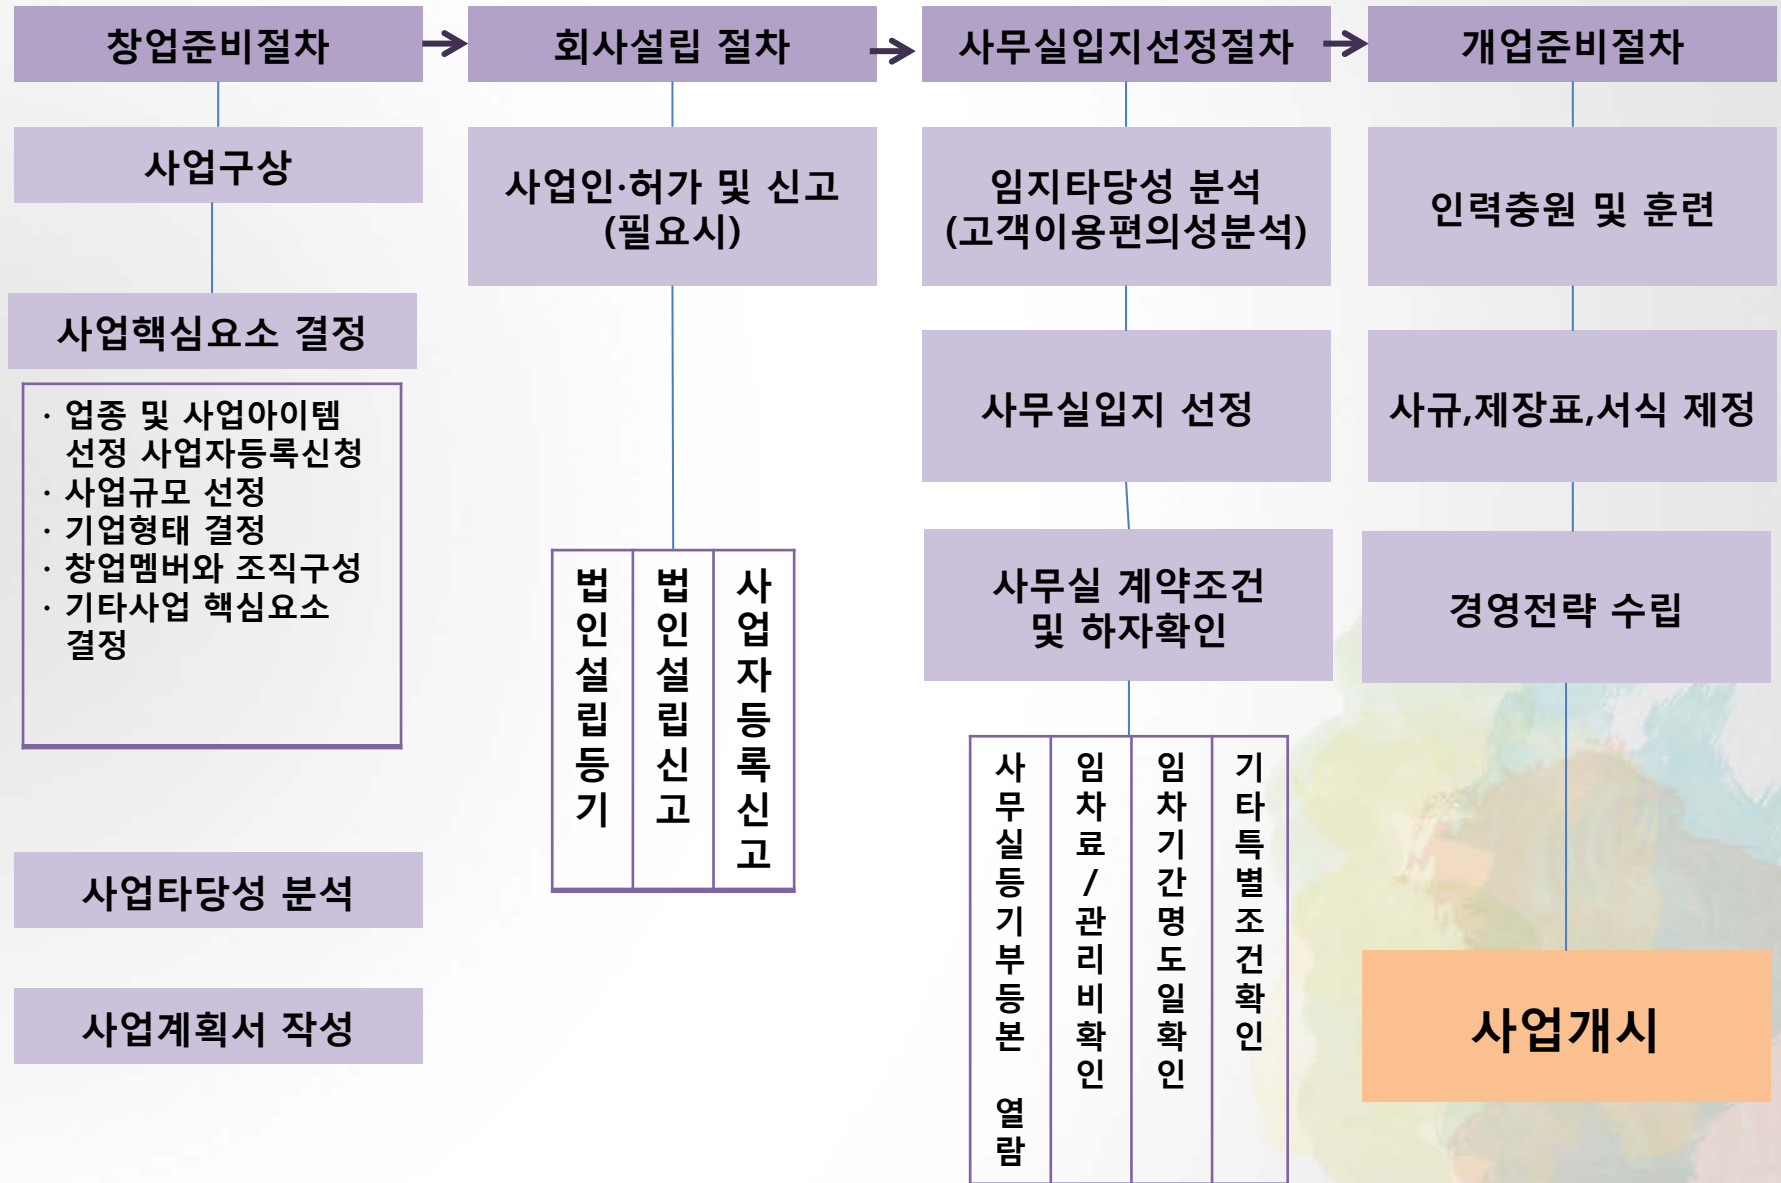 창업준비절차
사업구상
사업핵심요소 결정
· 업종 및 사업아이템
선정 사업자등록신청
· 사업규모 선정
· 기업형태 결정
· 창업멤버와 조직구성
· 기타사업 핵심요소
결정
사업타당성 분석
사업계획서 작성
회사설립 절차
사업인·허가 및 신고
(필요시)
법인설립등기
법인설립신고
사업자등록신고
사무실입지선정절차
임지타당성 분석
(고객이용편의성분석)
사무실입지 선정
사무실 계약조건
및 하자확인
사무실등기부등본 열람
임차료/관리비확인
임차기간명도일확인
기타특별조건확인
개업준비절차
인력충원 및 훈련
사규,제장표,서식 제정
경영전략 수립
사업개시